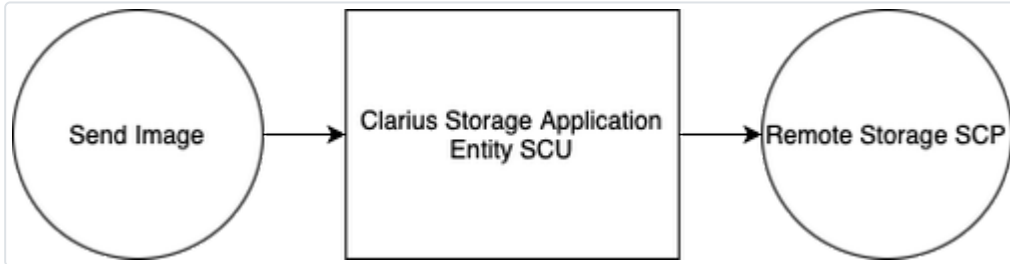 Send Image
Clarius Storage Application
Entity SCU
Remote Storage SCP